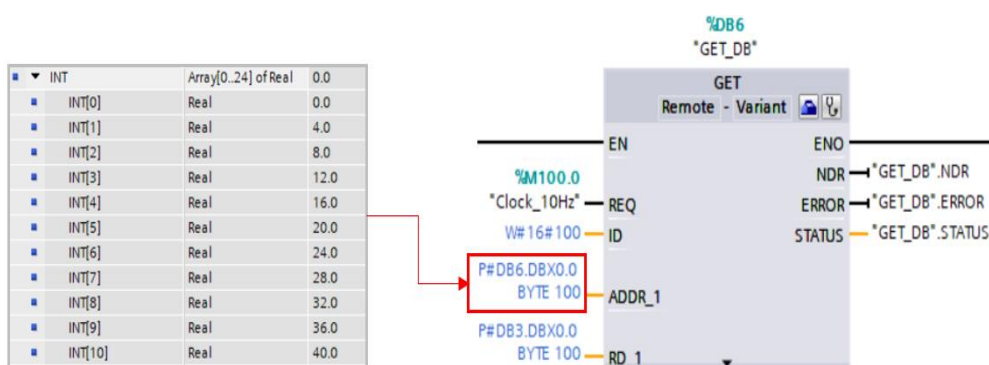 INT Array[0..24] of Real 0.0
INT[0] Real 0.0
INT[1] Real 4.0
INT[2] Real 8.0
INT[3] Real 12.0
INT[4] Real 16.0
INT[5] Real 20.0
INT[6] Real 24.0
INT[7] Real 28.0
INT[8] Real 32.0
INT[9] Real 36.0
INT[10] Real 40.0
%DB6
"GET_DB"
GET
Remote - Variant
EN ENO
NDR "GET_DB".NDR
%M100.0
"Clock_10Hz" REQ ERROR "GET_DB".ERROR
W#16#100 ID STATUS "GET_DB".STATUS
P#DB6.DBX0.0
BYTE 100 ADDR_1
P#DB3.DBX0.0
BYTE 100 RD_1